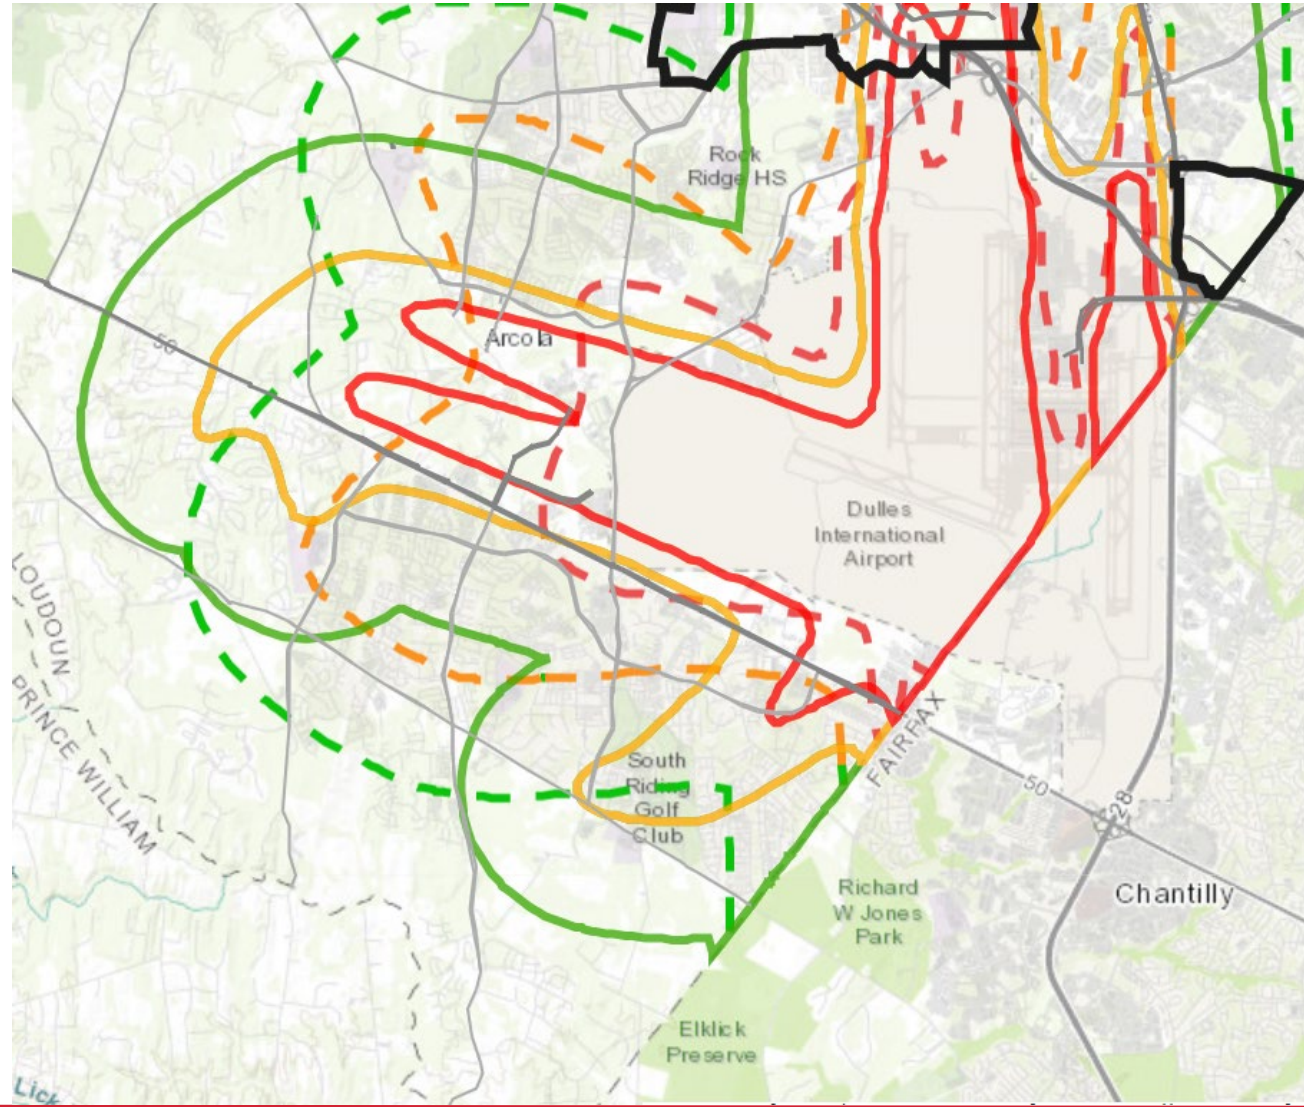 Rock
Ridge HS
50
Arcola
Dulles
International
Airport
LOUDOUN
PRINCE WILLIAM
FAIRFAX
South
Riding
Golf
Club
50
28
Richard
W Jones
Park
Chantilly
Elklick
Preserve
Lick